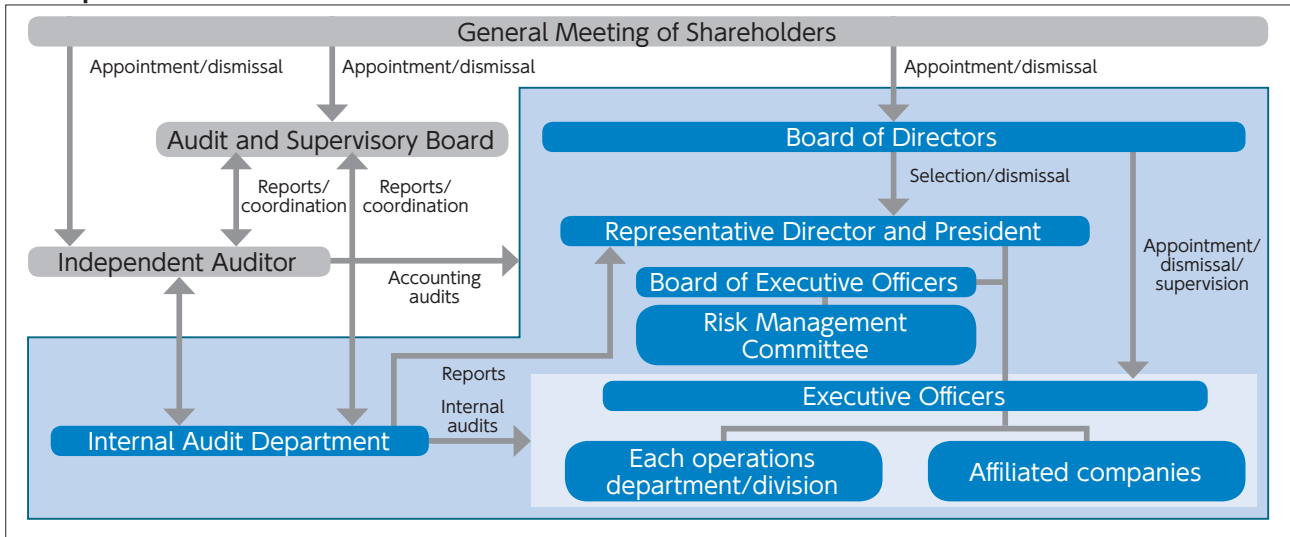 General Meeting of Shareholders
Appointment/dismissal
Appointment/dismissal
Appointment/dismissal
Audit and Supervisory Board
Board of Directors
Reports/
coordination
Reports/
coordination
Selection/dismissal
Representative Director and President
Independent Auditor
Accounting
audits
Appointment/
dismissal/
supervision
Board of Executive Officers
Risk Management
Committee
Reports
Executive Officers
Internal
audits
Internal Audit Department
Each operations
department/division
Affiliated companies